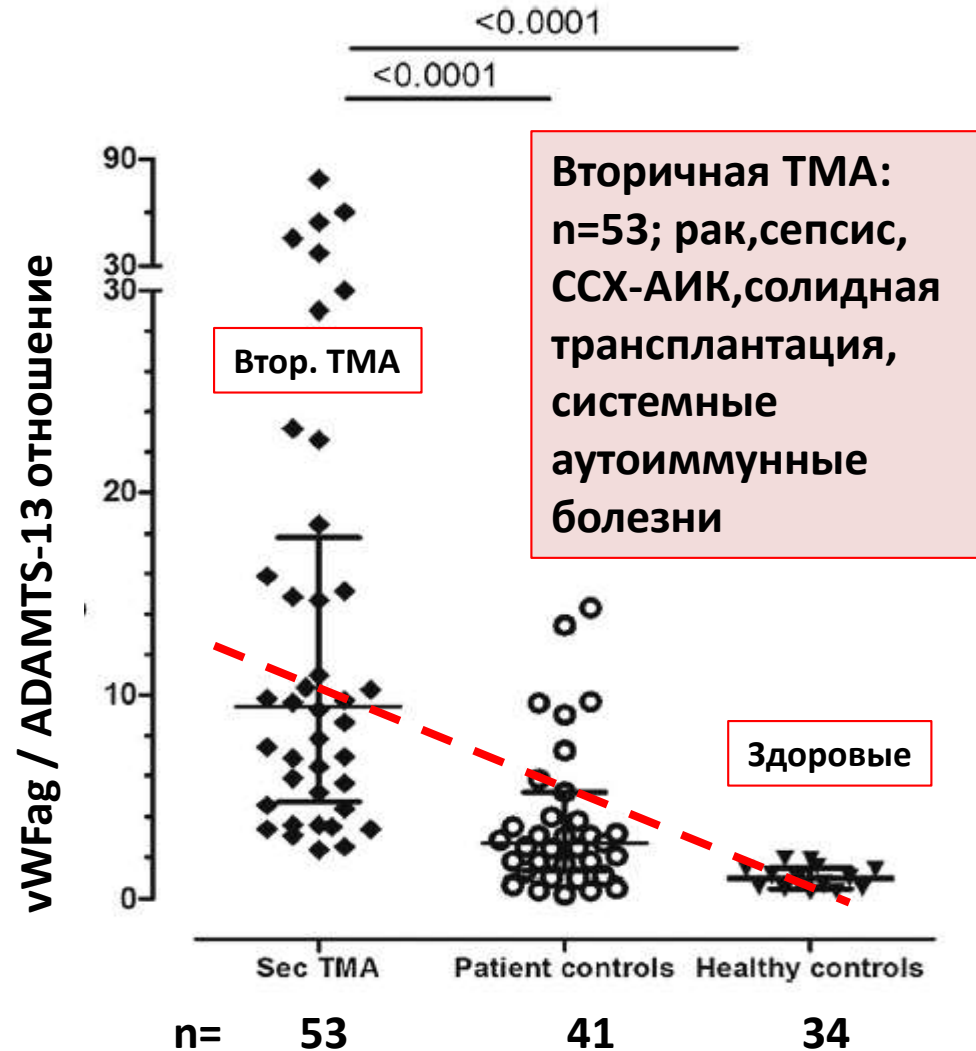 <0.0001
<0.0001
90
30
30
20
10
0
vWFag / ADAMTS-13 отношение
Вторичная ТМА:
n=53; рак,сепсис,
ССХ-АИК,солидная
трансплантация,
системные
аутоиммунные
болезни
Втор. ТМА
Здоровые
Sec TMA Patient controls Healthy controls
n= 53 41 34